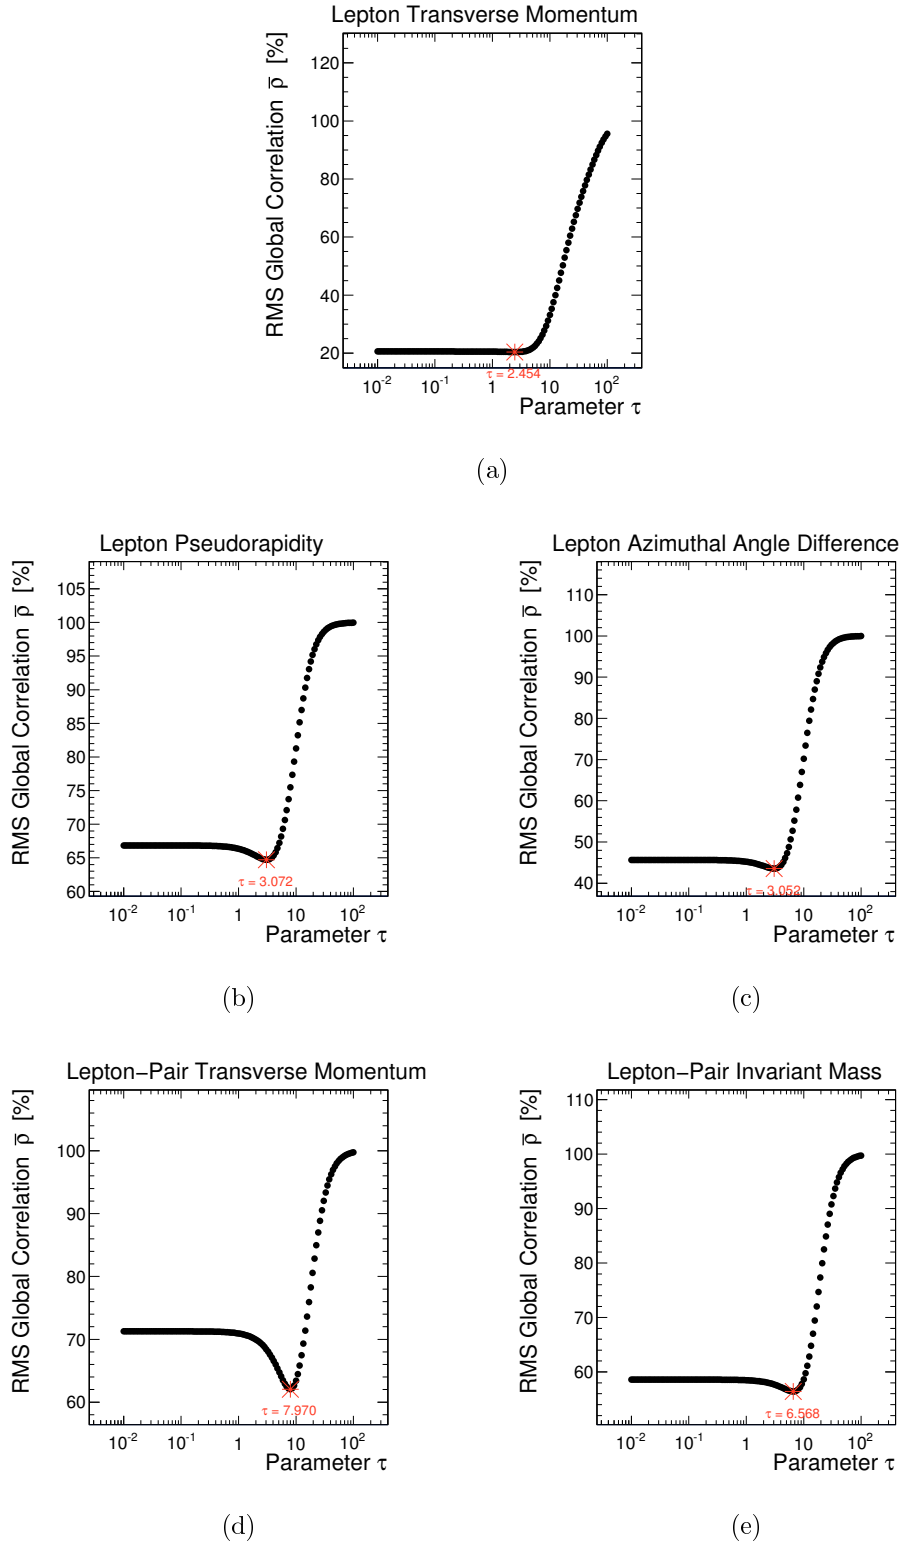 Lepton Transverse Momentum
RMS Global Correlation ρ̅ [%]
120
100
80
60
40
20
τ = 2.454
10⁻² 10⁻¹ 1 10 10²
Parameter τ
(a)
Lepton Pseudorapidity
RMS Global Correlation ρ̅ [%]
105
100
95
90
85
80
75
70
65
60
τ = 3.072
10⁻² 10⁻¹ 1 10 10²
Parameter τ
(b)
Lepton Azimuthal Angle Difference
RMS Global Correlation ρ̅ [%]
110
100
90
80
70
60
50
40
τ = 3.052
10⁻² 10⁻¹ 1 10 10²
Parameter τ
(c)
Lepton−Pair Transverse Momentum
RMS Global Correlation ρ̅ [%]
100
90
80
70
60
τ = 7.970
10⁻² 10⁻¹ 1 10 10²
Parameter τ
(d)
Lepton−Pair Invariant Mass
RMS Global Correlation ρ̅ [%]
110
100
90
80
70
60
τ = 6.568
10⁻² 10⁻¹ 1 10 10²
Parameter τ
(e)